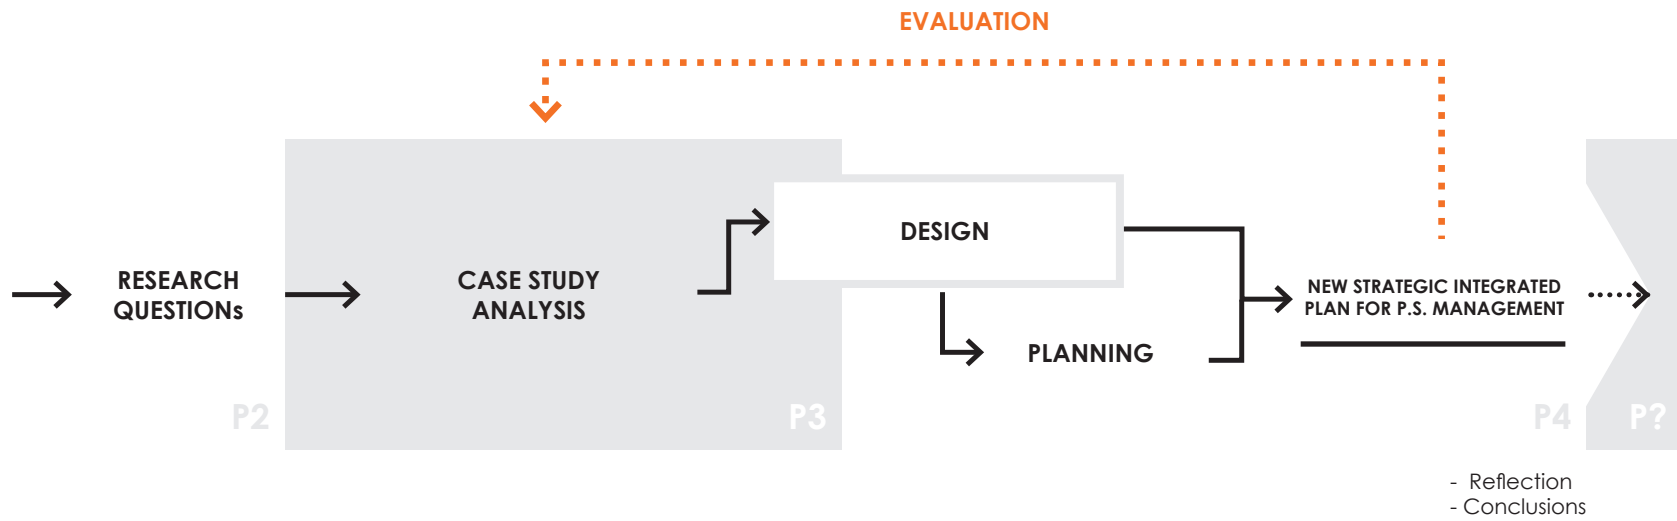 EVALUATION
RESEARCH
QUESTIONs
CASE STUDY
ANALYSIS
DESIGN
PLANNING
NEW STRATEGIC INTEGRATED
PLAN FOR P.S. MANAGEMENT
P2
P3
P4
P?
- Reflection
- Conclusions